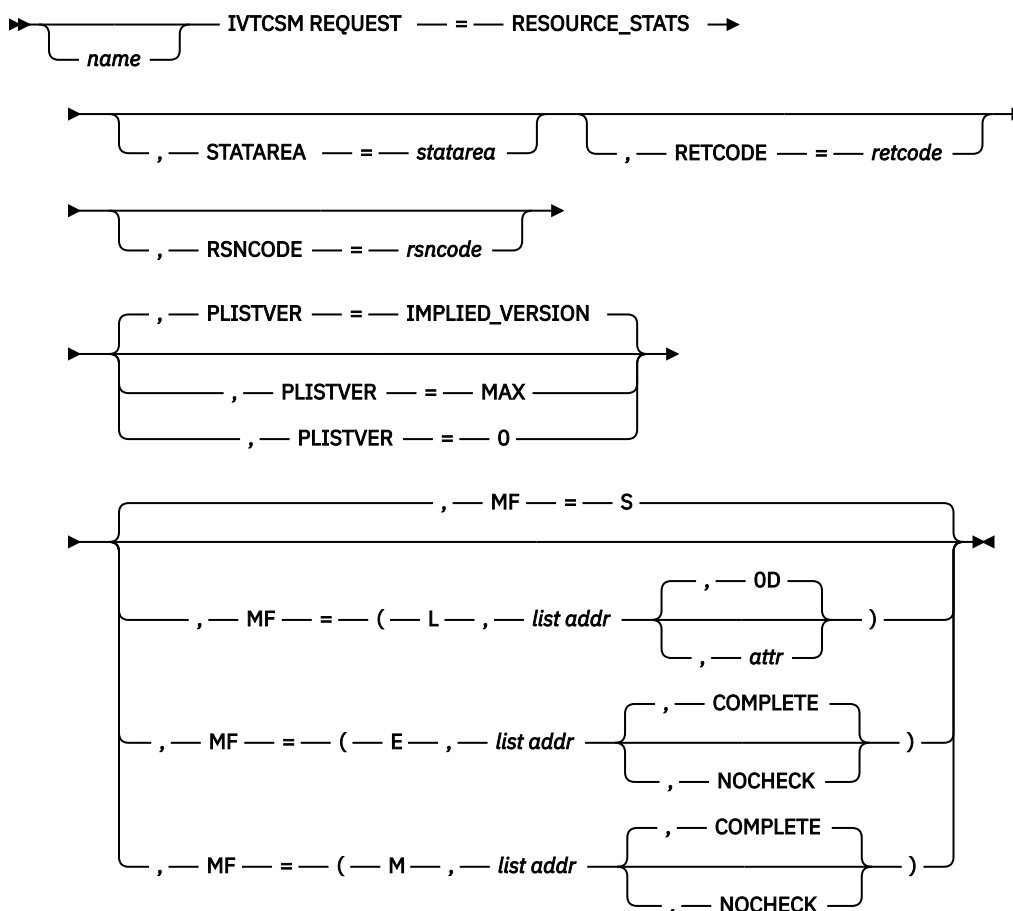 IVTCSM REQUEST = RESOURCE_STATS
name
, STATAREA = statarea , RETCODE = retcode
, RSNCODE = rsncode
, PLISTVER = IMPLIED_VERSION
, PLISTVER = MAX
, PLISTVER = 0
, MF = S
, 0D
, MF = ( L , list addr )
, attr
, COMPLETE
, MF = ( E , list addr )
, NOCHECK
, COMPLETE
, MF = ( M , list addr )
, NOCHECK